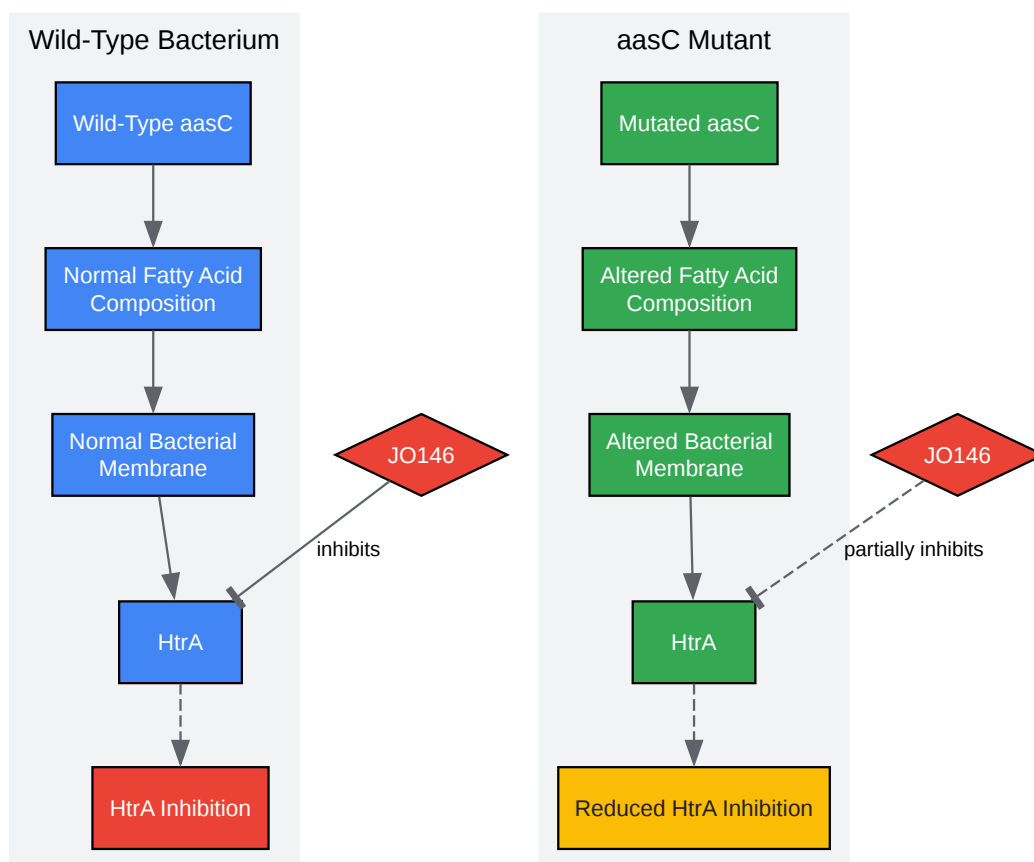 Wild-Type Bacterium
Wild-Type aasC
Normal Fatty Acid
Composition
Normal Bacterial
Membrane
JO146
inhibits
HtrA
HtrA Inhibition
aasC Mutant
Mutated aasC
Altered Fatty Acid
Composition
Altered Bacterial
Membrane
JO146
partially inhibits
HtrA
Reduced HtrA Inhibition